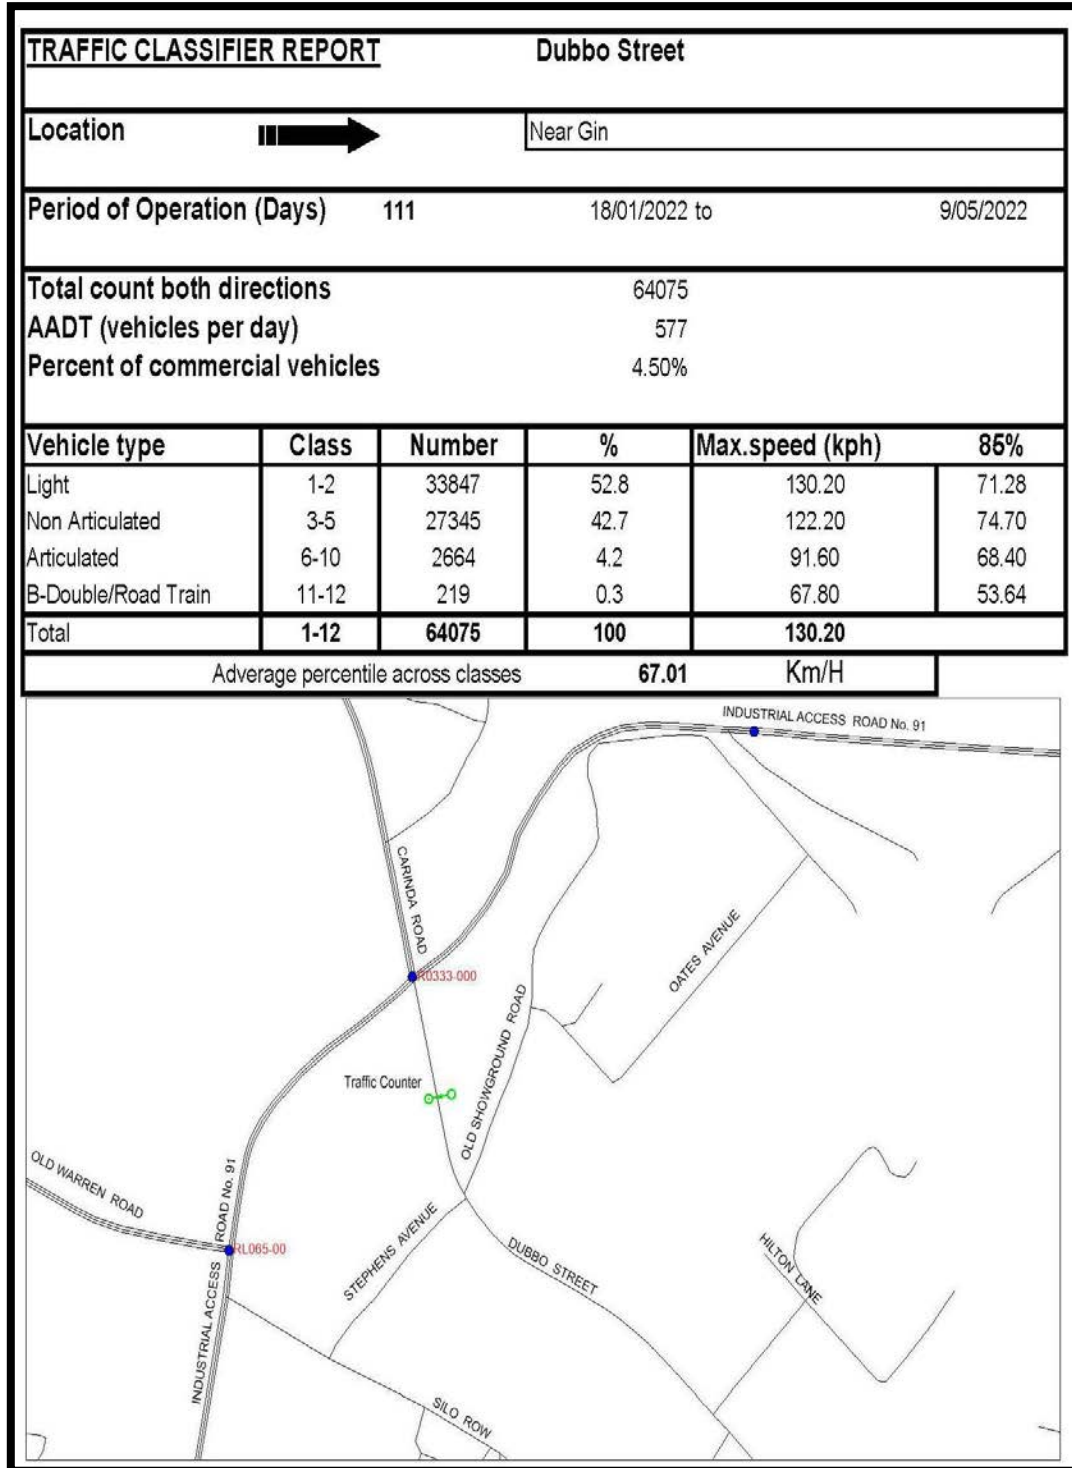 TRAFFIC CLASSIFIER REPORT Dubbo Street
Location Near Gin
Period of Operation (Days) 111 18/01/2022 to 9/05/2022
Total count both directions 64075
AADT (vehicles per day) 577
Percent of commercial vehicles 4.50%
Vehicle type Class Number % Max.speed (kph) 85%
Light 1-2 33847 52.8 130.20 71.28
Non Articulated 3-5 27345 42.7 122.20 74.70
Articulated 6-10 2664 4.2 91.60 68.40
B-Double/Road Train 11-12 219 0.3 67.80 53.64
Total 1-12 64075 100 130.20
Adverage percentile across classes 67.01 Km/H
INDUSTRIAL ACCESS ROAD No. 91
CARINDA ROAD
R0333-000
OATES AVENUE
OLD SHOWGROUND ROAD
Traffic Counter
OLD WARREN ROAD
INDUSTRIAL ACCESS ROAD No. 91
RL065-00
STEPHENS AVENUE
DUBBO STREET
HILTON LANE
SILO ROW